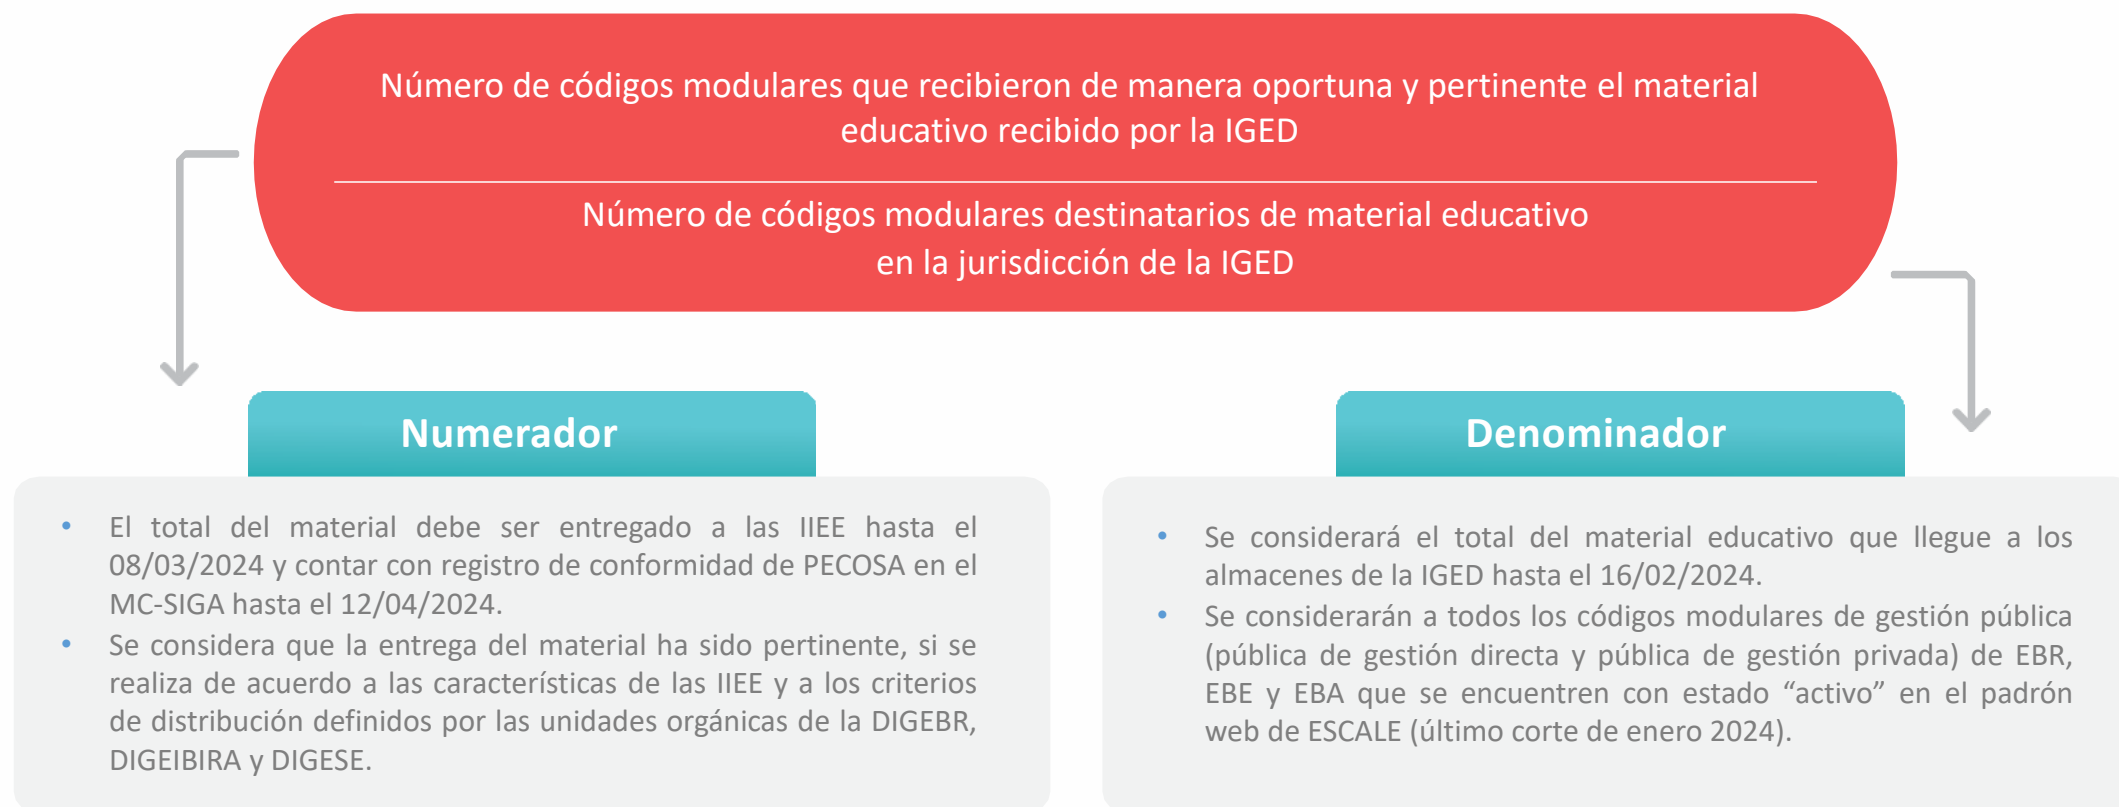 Número de códigos modulares que recibieron de manera oportuna y pertinente el material
educativo recibido por la IGED
Número de códigos modulares destinatarios de material educativo
en la jurisdicción de la IGED
Numerador
• El total del material debe ser entregado a las IIEE hasta el
08/03/2024 y contar con registro de conformidad de PECOSA en el
MC-SIGA hasta el 12/04/2024.
• Se considera que la entrega del material ha sido pertinente, si se
realiza de acuerdo a las características de las IIEE y a los criterios
de distribución definidos por las unidades orgánicas de la DIGEBR,
DIGEIBIRA y DIGESE.
Denominador
• Se considerará el total del material educativo que llegue a los
almacenes de la IGED hasta el 16/02/2024.
• Se considerarán a todos los códigos modulares de gestión pública
(pública de gestión directa y pública de gestión privada) de EBR,
EBE y EBA que se encuentren con estado “activo” en el padrón
web de ESCALE (último corte de enero 2024).